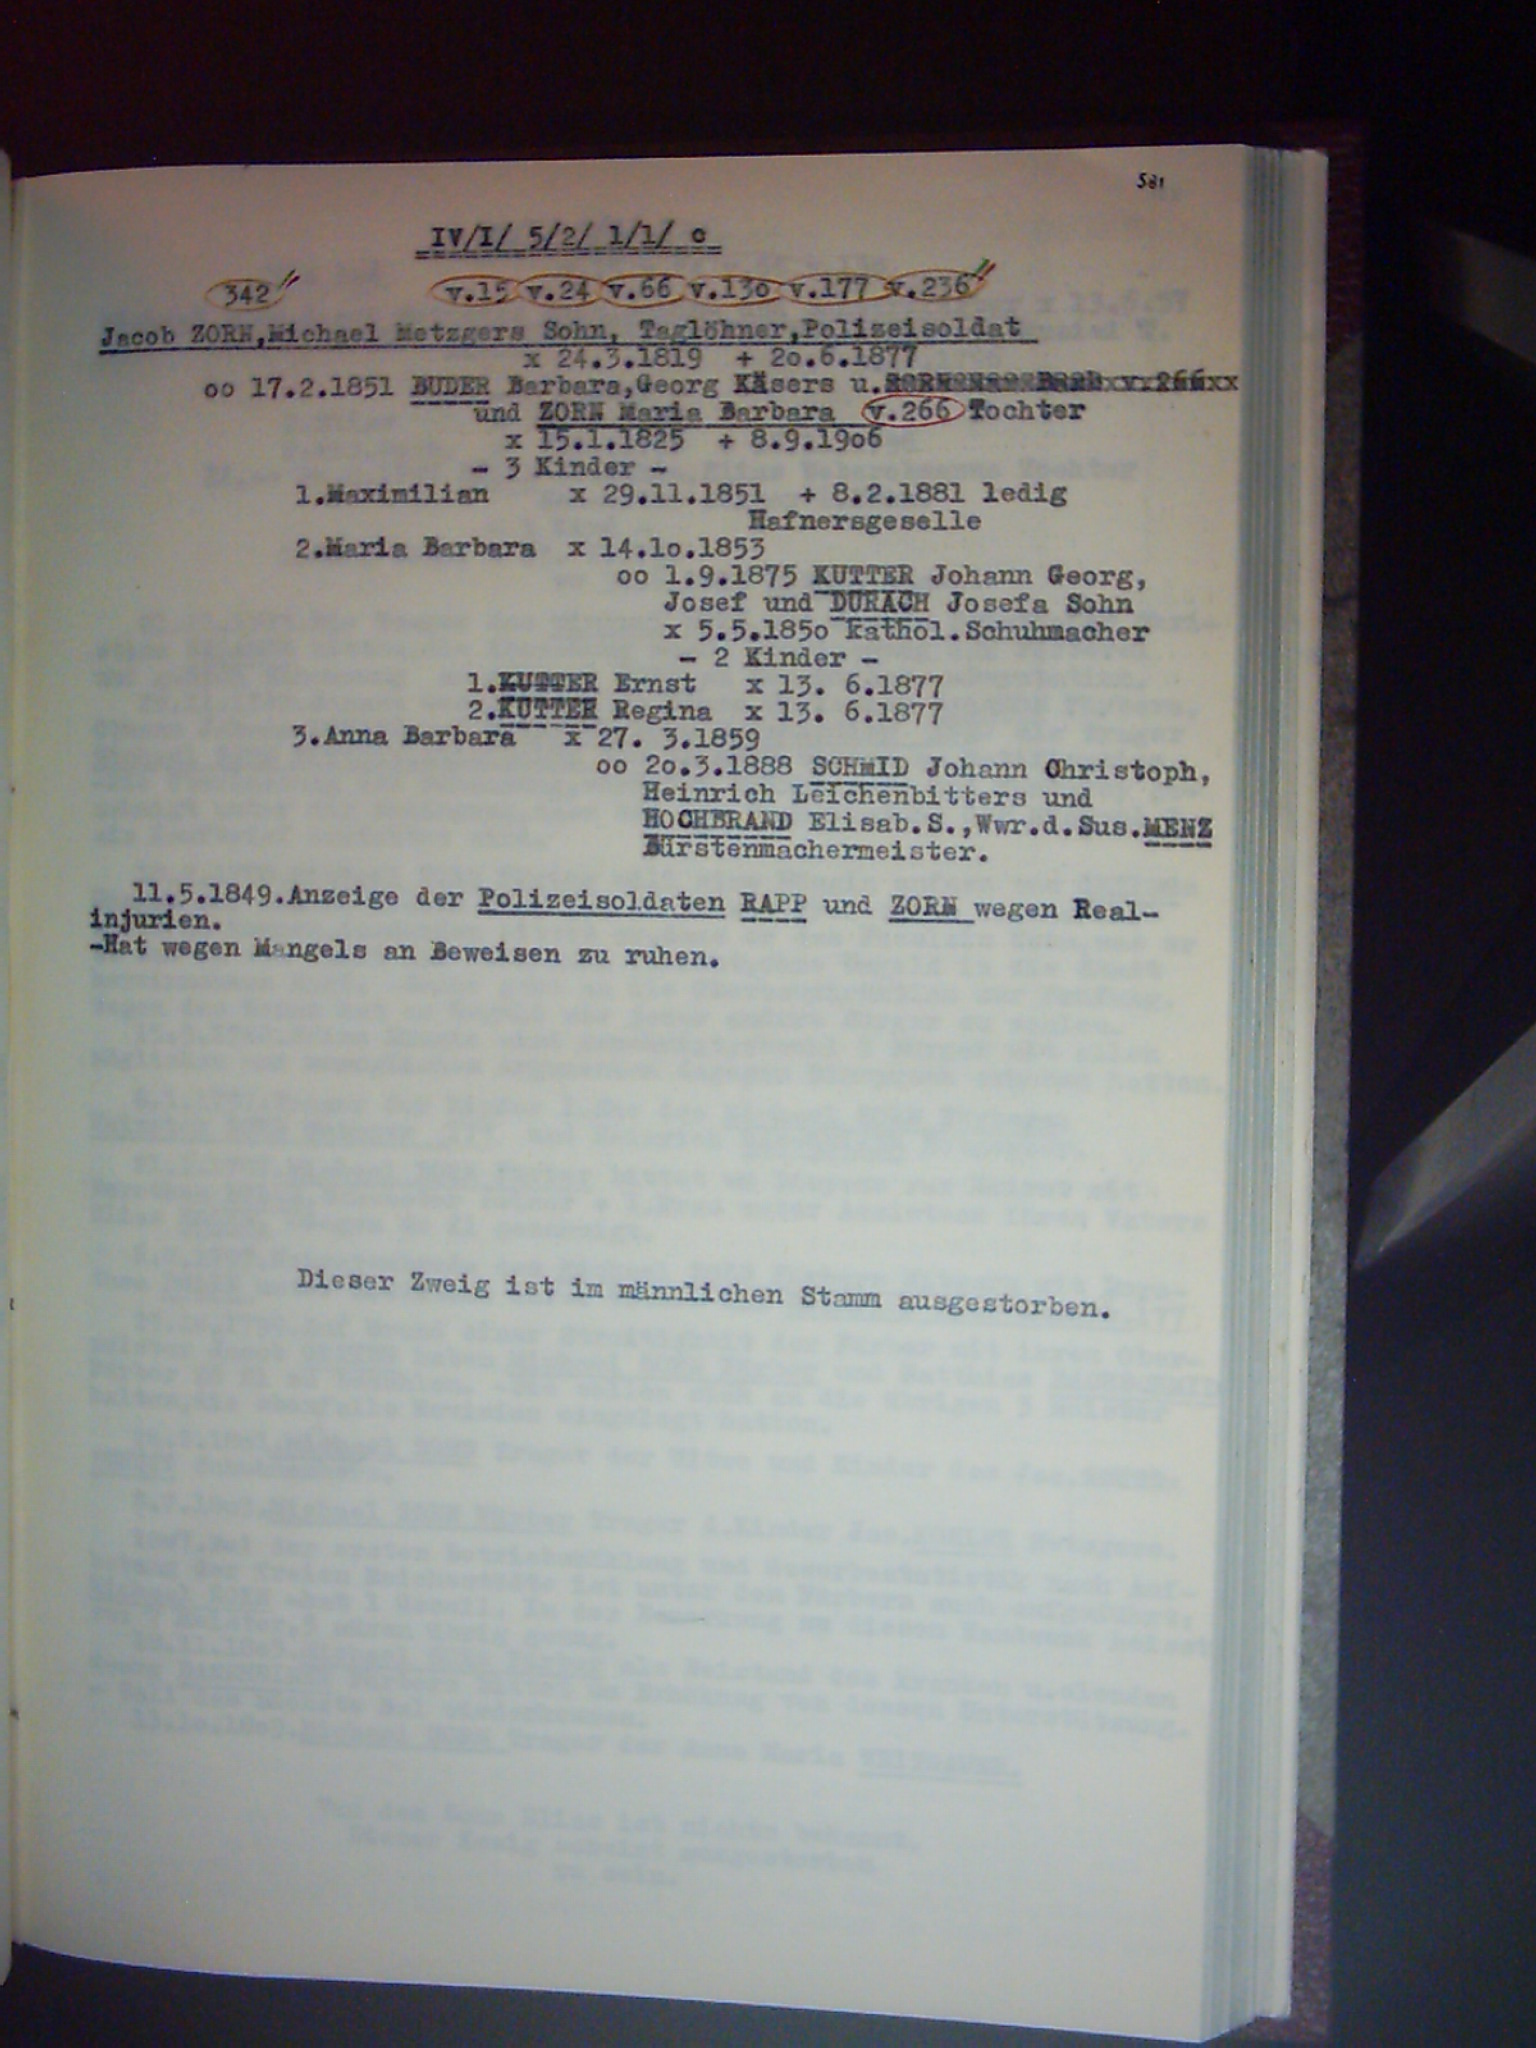 581
IV/I/ 5/2/ 1/1/ o
342 v.15 v.24 v.66 v.13o v.177 v.236
Jacob ZORN,Michael Metzgers Sohn, Taglöhner,Polizeisoldat
x 24.3.1819 + 2o.6.1877
oo 17.2.1851 BUDER Barbara,Georg Käsers u.
und ZORN Maria Barbara v.266 Tochter
x 15.1.1825 + 8.9.19o6
- 3 Kinder -
1.Maximilian x 29.11.1851 + 8.2.1881 ledig
Hafnersgeselle
2.Maria Barbara x 14.1o.1853
oo 1.9.1875 KUTTER Johann Georg,
Josef und DURACH Josefa Sohn
x 5.5.185o kathol.Schuhmacher
- 2 Kinder -
1.KUTTER Ernst x 13. 6.1877
2.KUTTER Regina x 13. 6.1877
3.Anna Barbara x 27. 3.1859
oo 2o.3.1888 SCHMID Johann Christoph,
Heinrich Leichenbitters und
HOCHBRAND Elisab.S.,Wwr.d.Sus.MENZ
Bürstenmachermeister.
11.5.1849.Anzeige der Polizeisoldaten RAPP und ZORN wegen Real-
injurien.
-Hat wegen Mangels an Beweisen zu ruhen.
Dieser Zweig ist im männlichen Stamm ausgestorben.